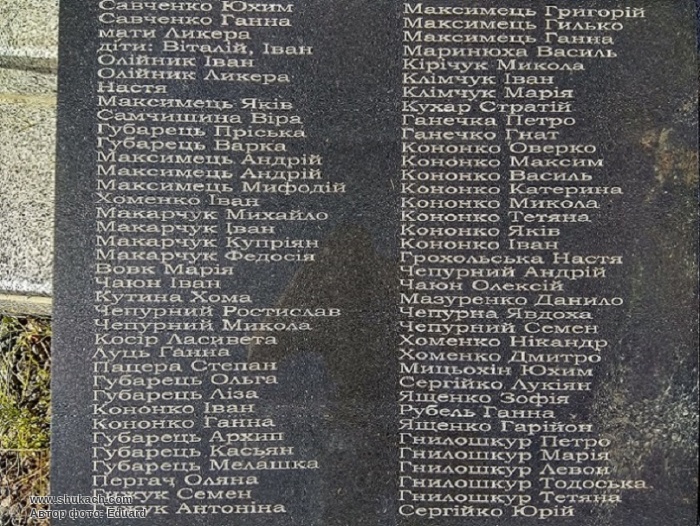 Савченко Юхим
Савченко Ганна
мати Ликера
діти: Віталій, Іван
Олійник Іван
Олійник Ликера
Настя
Максимець Яків
Самчишина Віра
Губарець Пріська
Губарець Варка
Максимець Андрій
Максимець Андрій
Максимець Мифодій
Хоменко Іван
Макарчук Михайло
Макарчук Іван
Макарчук Купріян
Макарчук Федосія
Вовк Марія
Чаюн Іван
Кутина Хома
Чепурний Ростислав
Чепурний Микола
Косір Ласивета
Луць Ганна
Пацера Степан
Губарець Ольга
Губарець Ліза
Кононко Іван
Кононко Ганна
Губарець Архип
Губарець Касьян
Губарець Мелашка
Пергач Оляна
Семен
Антоніна
Максимець Григорій
Максимець Гилько
Максимець Ганна
Маринюха Василь
Кірічук Микола
Клімчук Іван
Клімчук Марія
Кухар Стратій
Ганечка Петро
Ганечко Гнат
Кононко Оверко
Кононко Максим
Кононко Василь
Кононко Катерина
Кононко Микола
Кононко Тетяна
Кононко Яків
Кононко Іван
Грохольська Настя
Чепурний Андрій
Чаюн Олексій
Мазуренко Данило
Чепурна Явдоха
Чепурний Семен
Хоменко Нікандр
Хоменко Дмитро
Мицьохін Юхим
Сергійко Лукіян
Ященко Зофія
Рубель Ганна
Ященко Гарійон
Гнилошкур Петро
Гнилошкур Марія
Гнилошкур Левон
Гнилошкур Тодоська
Гнилошкур Тетяна
Сергійко Юрій
www.shukach.com
Автор фото: Eduard